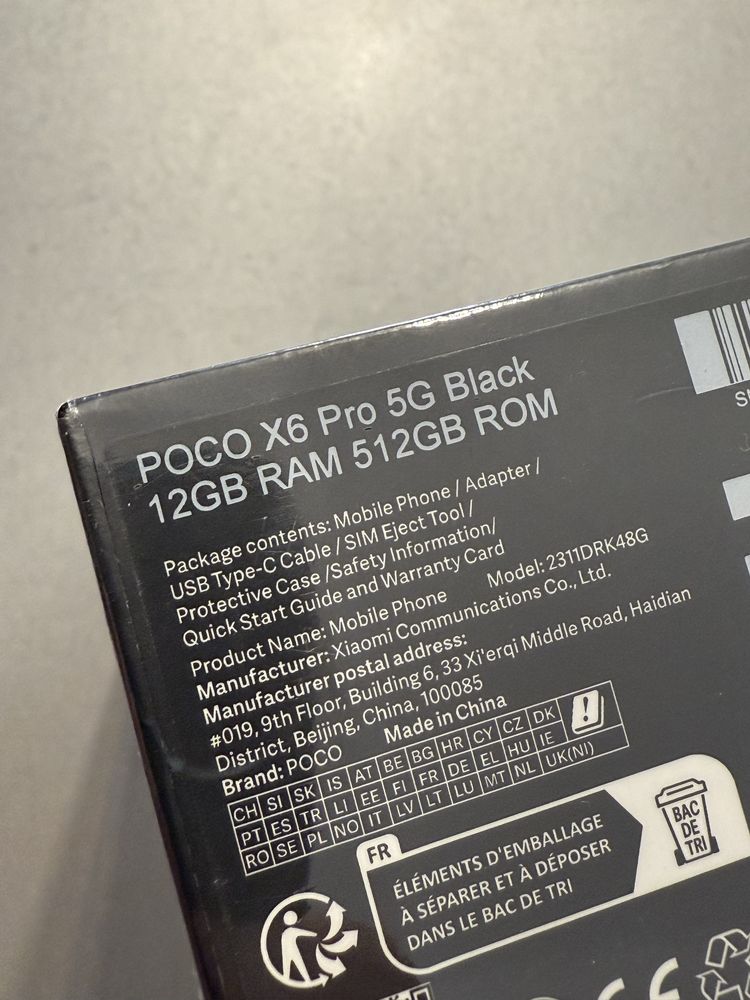 POCO X6 Pro 5G Black
12GB RAM 512GB ROM
Package contents: Mobile Phone / Adapter /
USB Type-C Cable / SIM Eject Tool /
Protective Case /Safety Information/
Quick Start Guide and Warranty Card
Product Name: Mobile Phone Model: 2311DRK48G
Manufacturer: Xiaomi Communications Co., Ltd.
Manufacturer postal address:
#019, 9th Floor, Building 6, 33 Xi'erqi Middle Road, Haidian
District, Beijing, China, 100085
Brand: POCO Made in China
CH SI SK IS AT BE BG HR CY CZ DK
PT ES TR LI EE FI FR DE EL HU IE
RO SE PL NO IT LV LT LU MT NL UK(NI)
FR
ÉLÉMENTS D'EMBALLAGE
À SÉPARER ET À DÉPOSER
DANS LE BAC DE TRI
BAC
DE
TRI
CE